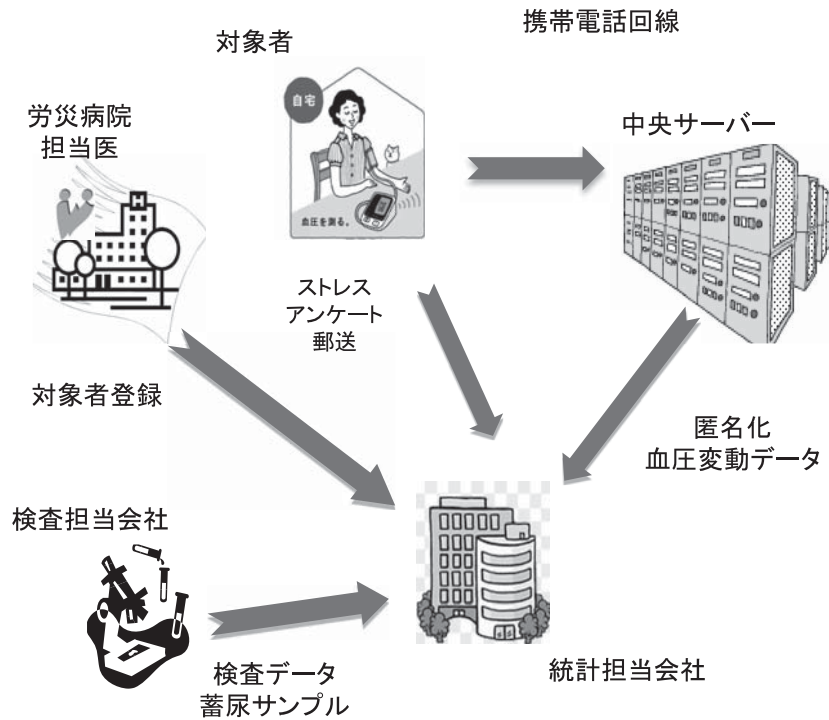 携帯電話回線
対象者
自宅
血圧を測る。
労災病院
担当医
中央サーバー
ストレス
アンケート
郵送
対象者登録
匿名化
血圧変動データ
検査担当会社
検査データ
蓄尿サンプル
統計担当会社
H